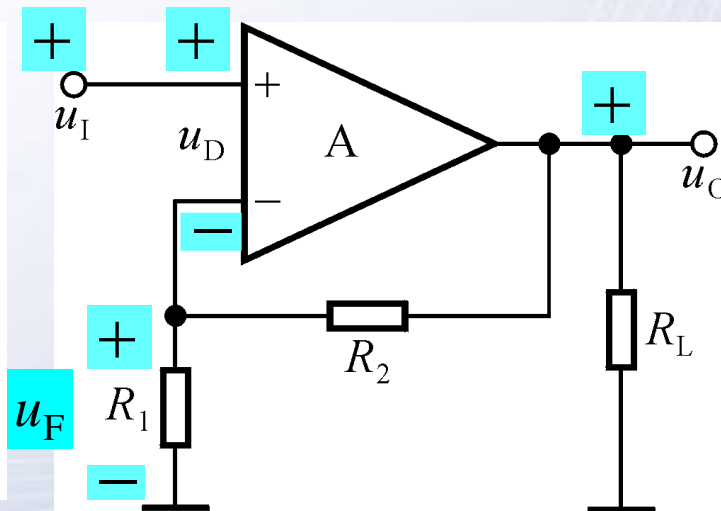 + + +
u_I
+
u_D
A
u_O
−
−
+
R_2
R_L
u_F R_1
−